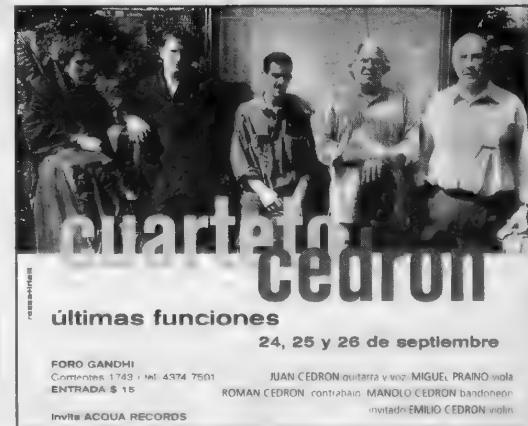 cuarteto
cedron
últimas funciones
24, 25 y 26 de septiembre
FORO GANDHI
Corrientes 1743 tel 4374 7501
ENTRADA $ 15
Invita ACQUA RECORDS
JUAN CEDRON guitarra y voz MIGUEL PRAINO viola
ROMAN CEDRON contrabajo MANOLO CEDRON bandoneón
invitado EMILIO CEDRON violín